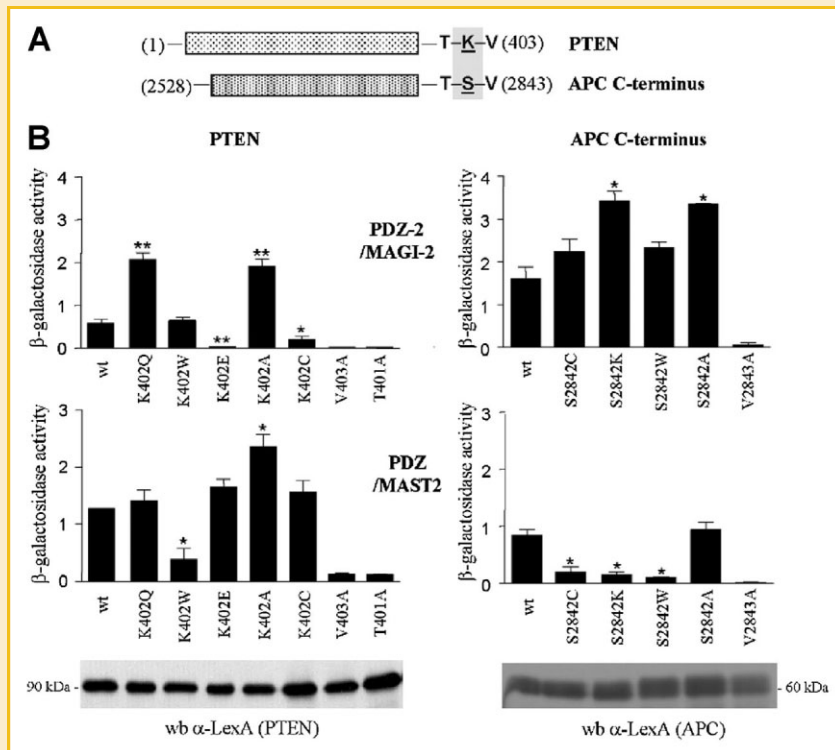 A
(1) T-K-V (403) PTEN
(2528) T-S-V (2843) APC C-terminus
B
PTEN
β-galactosidase activity
4
3
2
1
0
** ** ** *
wt K402Q K402W K402E K402A K402C V403A T401A
PDZ-2
/MAGI-2
APC C-terminus
β-galactosidase activity
4
3
2
1
0
* *
wt S2842C S2842K S2842W S2842A V2843A
β-galactosidase activity
3
2
1
0
* *
wt K402Q K402W K402E K402A K402C V403A T401A
PDZ
/MAST2
β-galactosidase activity
3
2
1
0
* * *
wt S2842C S2842K S2842W S2842A V2843A
90 kDa -
wb α-LexA (PTEN)
- 60 kDa
wb α-LexA (APC)